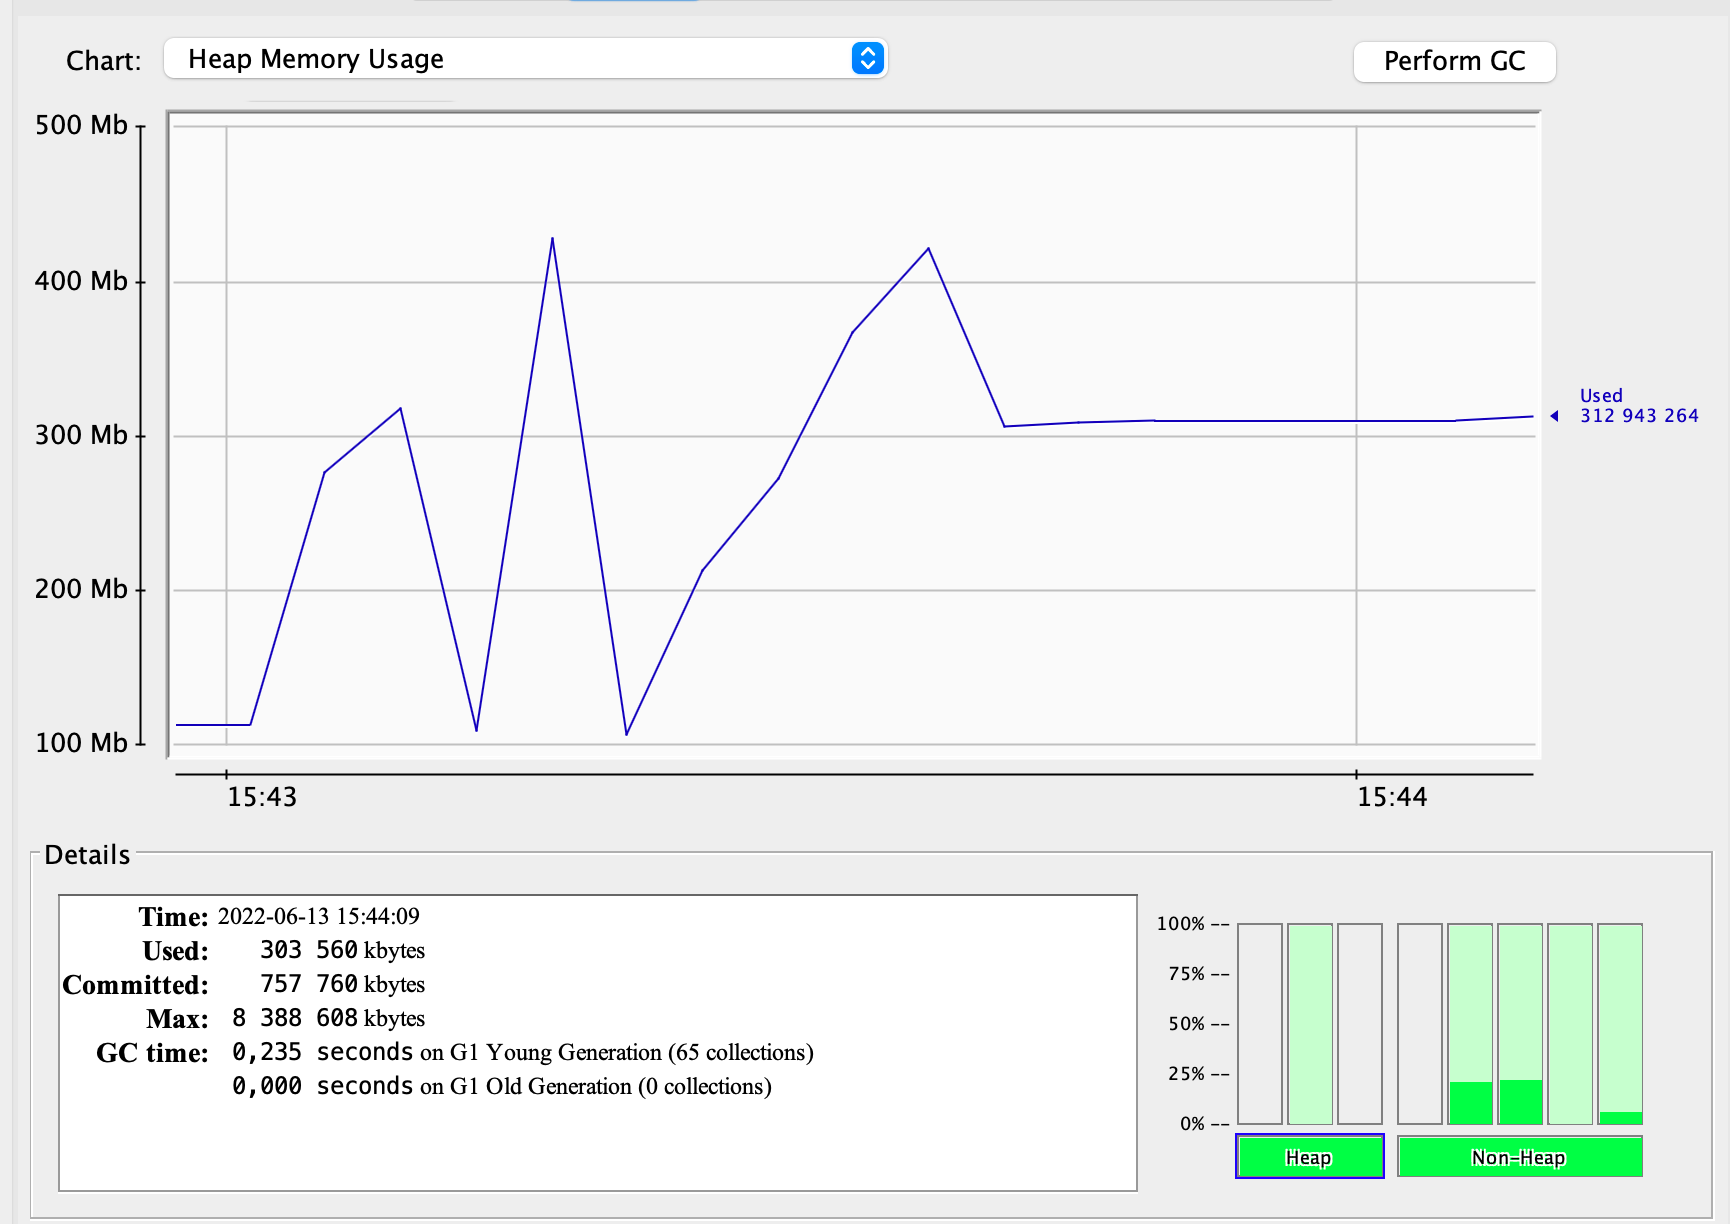 Chart: Heap Memory Usage Perform GC
500 Mb
400 Mb
300 Mb
200 Mb
100 Mb
Used
312 943 264
15:43 15:44
Details
Time: 2022-06-13 15:44:09
Used: 303 560 kbytes
Committed: 757 760 kbytes
Max: 8 388 608 kbytes
GC time: 0,235 seconds on G1 Young Generation (65 collections)
0,000 seconds on G1 Old Generation (0 collections)
100% --
75% --
50% --
25% --
0% --
Heap Non-Heap